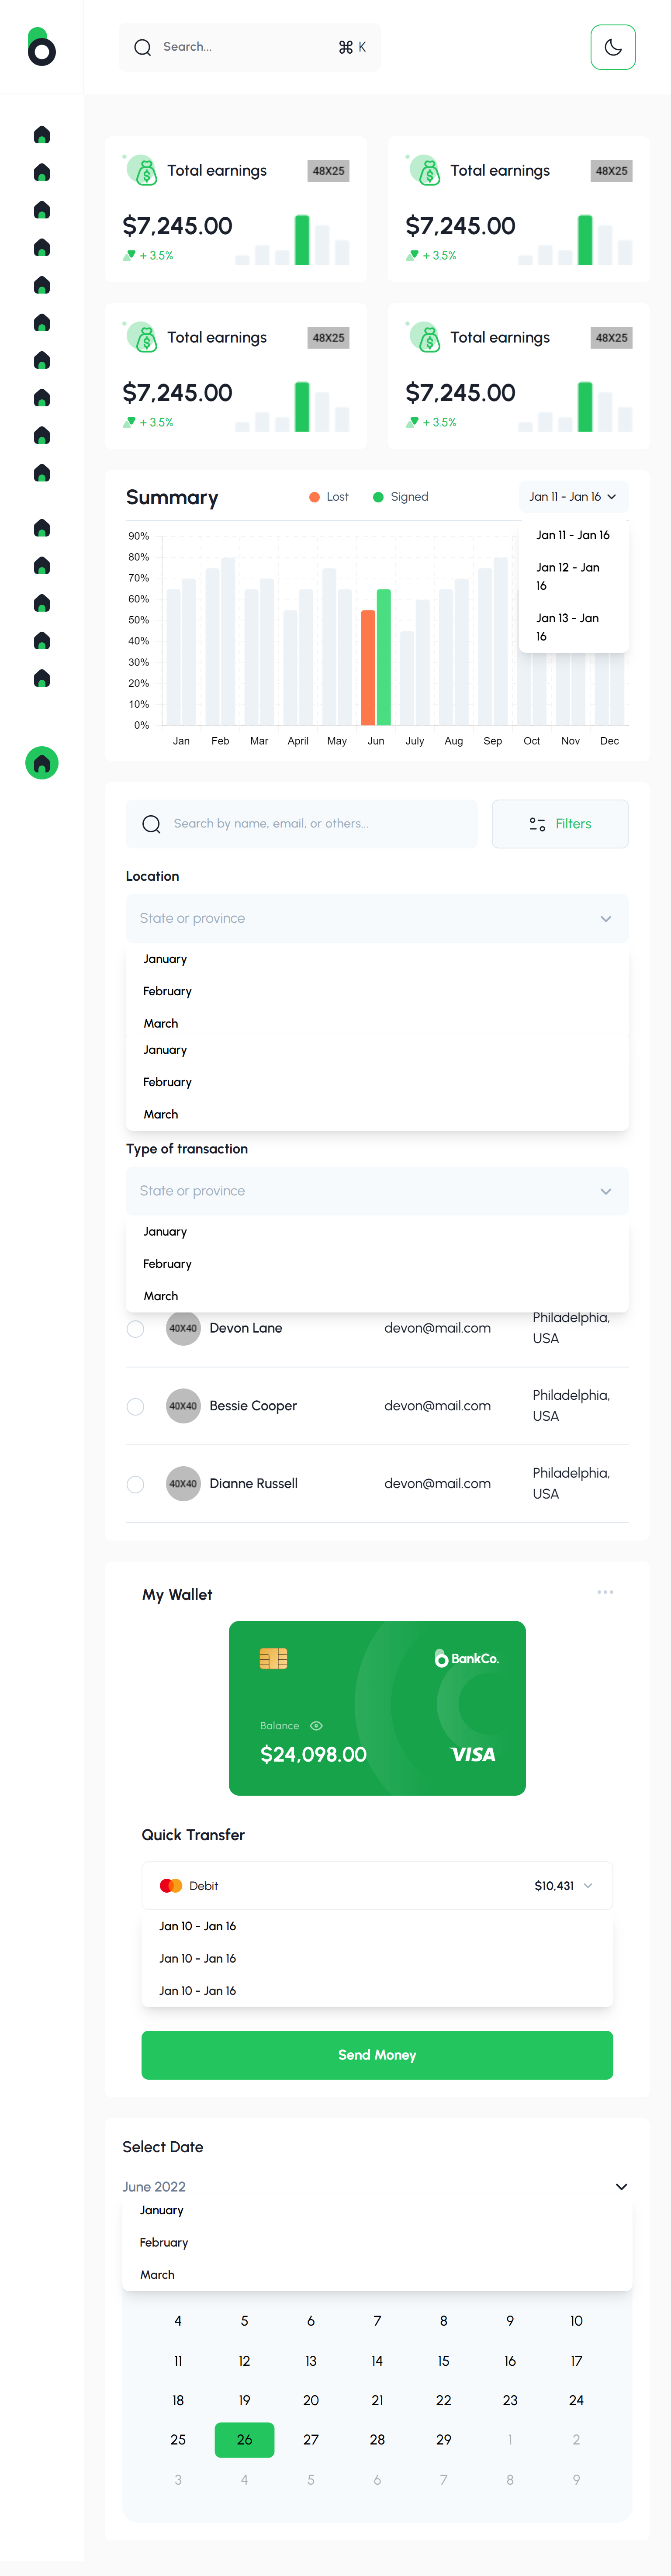 Search...
⌘ K
Total earnings
48X25
$7,245.00
+ 3.5%
Total earnings
48X25
$7,245.00
+ 3.5%
Total earnings
48X25
$7,245.00
+ 3.5%
Total earnings
48X25
$7,245.00
+ 3.5%
Summary
Lost
Signed
Jan 11 - Jan 16
Jan 11 - Jan 16
Jan 12 - Jan
16
Jan 13 - Jan
16
90%
80%
70%
60%
50%
40%
30%
20%
10%
0%
Jan Feb Mar April May Jun July Aug Sep Oct Nov Dec
Search by name, email, or others...
Filters
Location
State or province
January
February
March
January
February
March
Type of transaction
State or province
January
February
March
40X40 Devon Lane devon@mail.com Philadelphia,
USA
40X40 Bessie Cooper devon@mail.com Philadelphia,
USA
40X40 Dianne Russell devon@mail.com Philadelphia,
USA
My Wallet
BankCo.
Balance
$24,098.00
VISA
Quick Transfer
Debit
$10,431
Jan 10 - Jan 16
Jan 10 - Jan 16
Jan 10 - Jan 16
Send Money
Select Date
June 2022
January
February
March
4 5 6 7 8 9 10
11 12 13 14 15 16 17
18 19 20 21 22 23 24
25 26 27 28 29 1 2
3 4 5 6 7 8 9